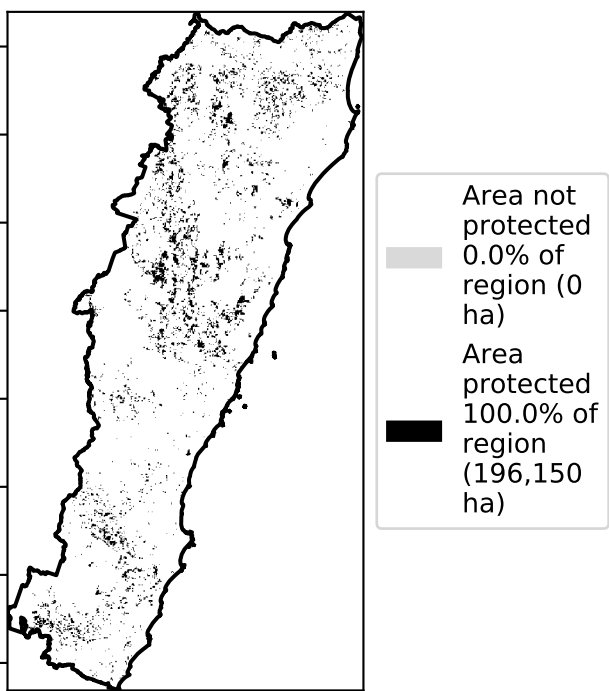 Area not
protected
0.0% of
region (0
ha)
Area
protected
100.0% of
region
(196,150
ha)